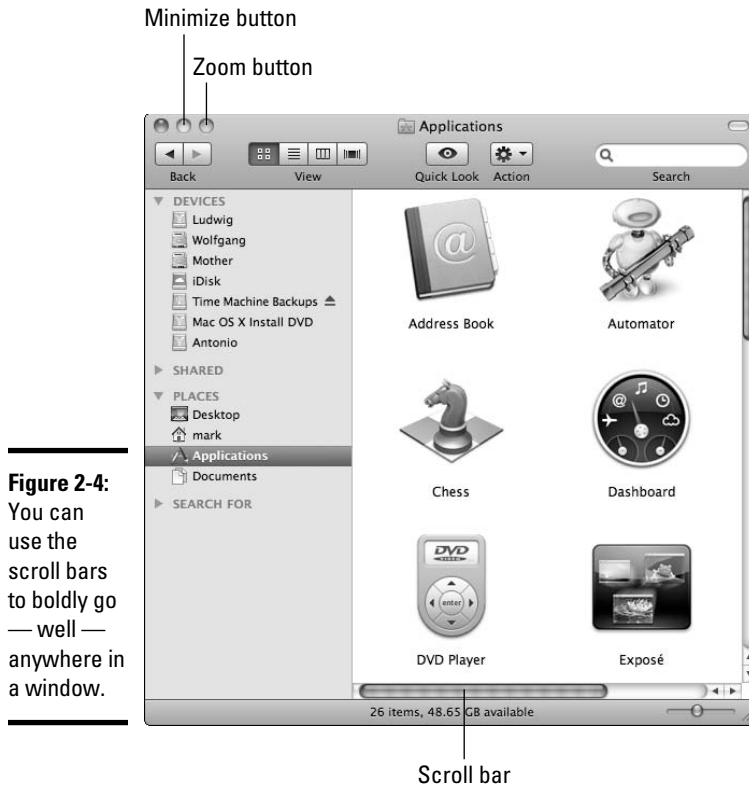 Minimize button
Zoom button
Applications
Back
View
Quick Look
Action
Search
DEVICES
Ludwig
Wolfgang
Mother
iDisk
Time Machine Backups
Mac OS X Install DVD
Antonio
SHARED
PLACES
Desktop
mark
Applications
Documents
SEARCH FOR
@
Address Book
Automator
Chess
@
Dashboard
DVD
VIDEO
enter
DVD Player
Exposé
26 items, 48.65 GB available
Scroll bar
Figure 2-4:
You can
use the
scroll bars
to boldly go
— well —
anywhere in
a window.